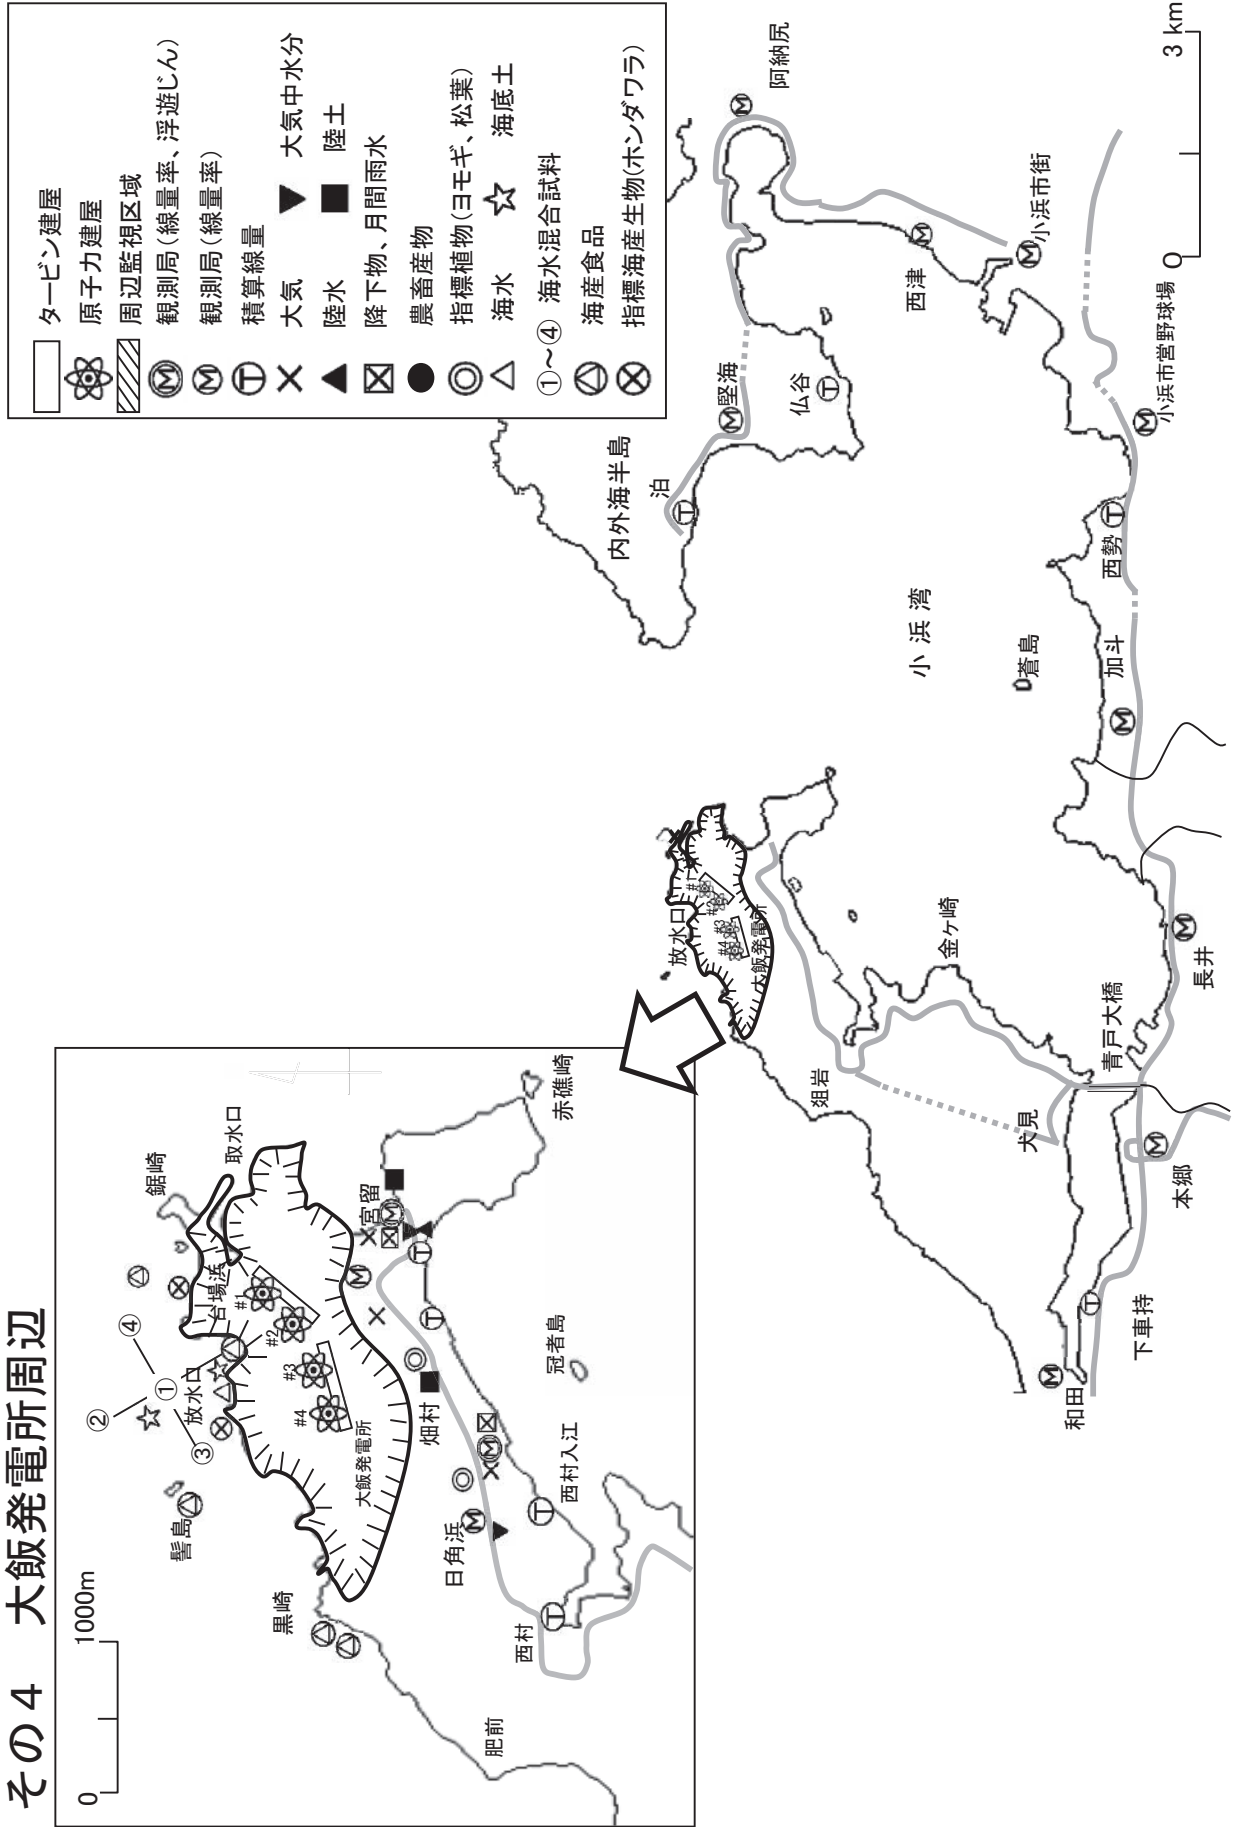 その４　大飯発電所周辺
0
1000m
鋸崎
取水口
台場浜
#1
#2
#3
#4
④
②
①
③
放水口
髻島
黒崎
大飯発電所
宮留
赤礁崎
畑村
冠者島
日角浜
西村入江
西村
肥前
タービン建屋
原子力建屋
周辺監視区域
観測局（線量率、浮遊じん）
観測局（線量率）
積算線量
大気
大気中水分
陸水
陸土
降下物、月間雨水
農畜産物
指標植物（ヨモギ、松葉）
海水
海底土
①～④ 海水混合試料
海産食品
指標海産生物（ホンダワラ）
内外海半島
泊
堅海
仏谷
阿納尻
西津
小浜市街
小浜市営野球場
西勢
加斗
小浜湾
蒼島
放水口
#1
#2
#3
#4
大飯発電所
金ヶ崎
長井
青戸大橋
犬見
本郷
下車持
和田
0
3 km